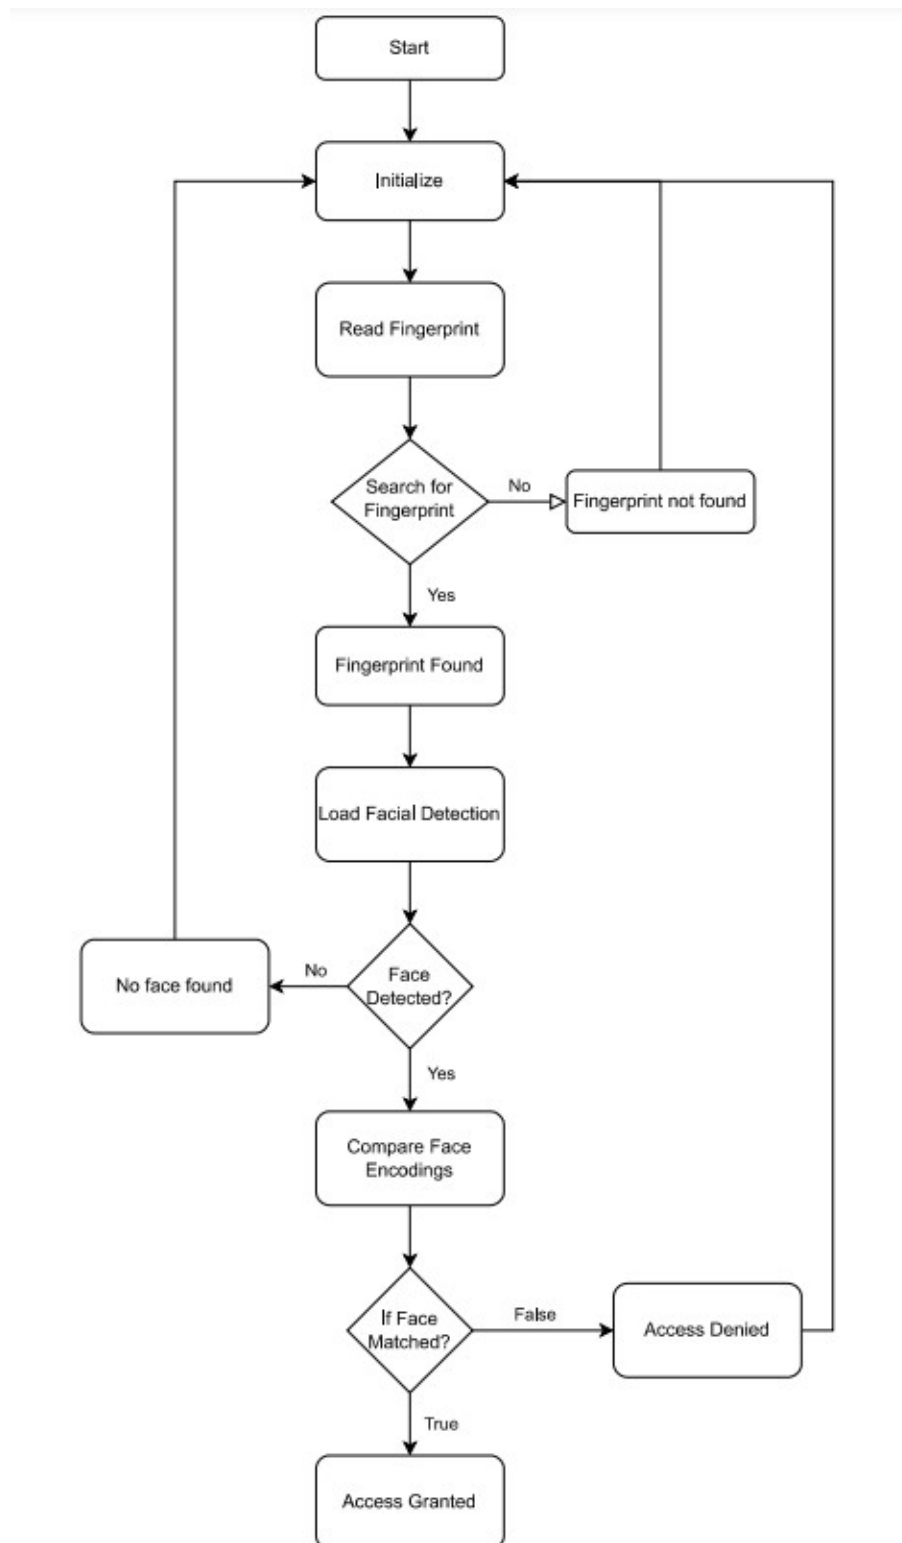 Start
Initialize
Read Fingerprint
Search for
Fingerprint
No
Fingerprint not found
Yes
Fingerprint Found
Load Facial Detection
No face found
No
Face
Detected?
Yes
Compare Face
Encodings
If Face
Matched?
False
Access Denied
True
Access Granted